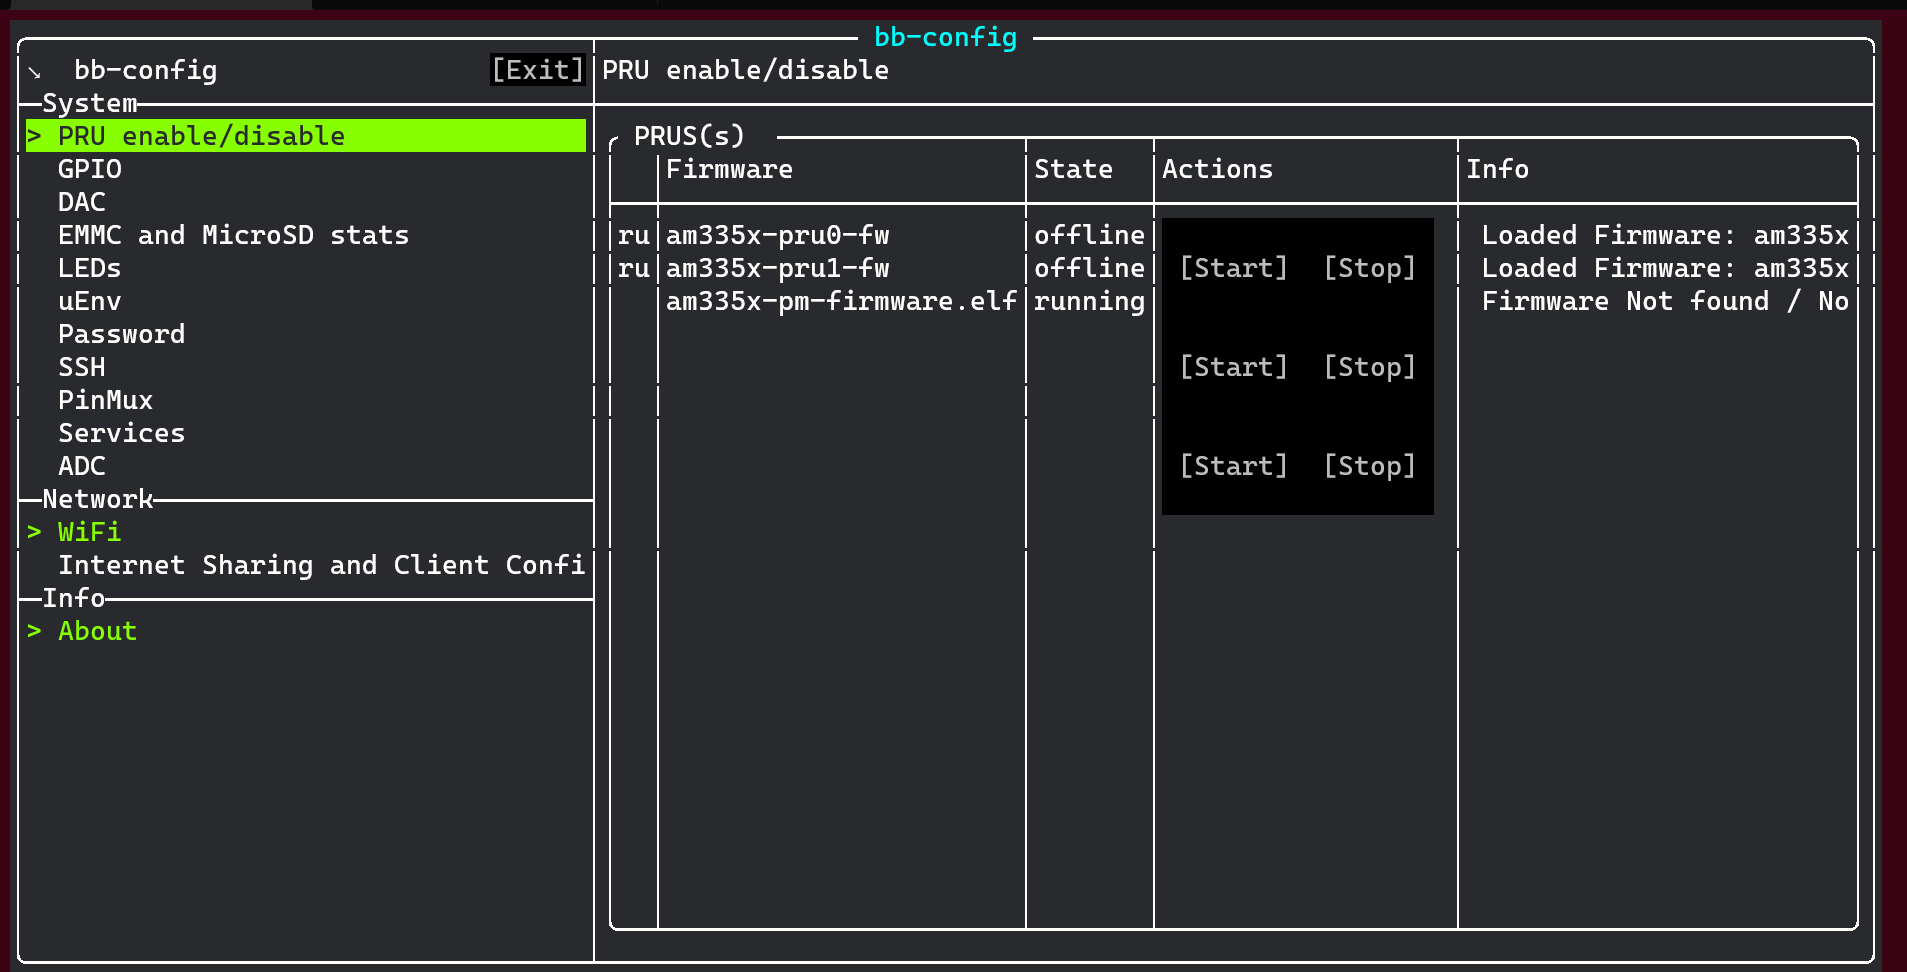 bb-config
↘ bb-config [Exit] PRU enable/disable
System
> PRU enable/disable
GPIO
DAC
EMMC and MicroSD stats
LEDs
uEnv
Password
SSH
PinMux
Services
ADC
Network
> WiFi
Internet Sharing and Client Confi
Info
> About
PRUS(s)
Firmware State Actions Info
ru am335x-pru0-fw offline Loaded Firmware: am335x
ru am335x-pru1-fw offline [Start] [Stop] Loaded Firmware: am335x
am335x-pm-firmware.elf running Firmware Not found / No
[Start] [Stop]
[Start] [Stop]